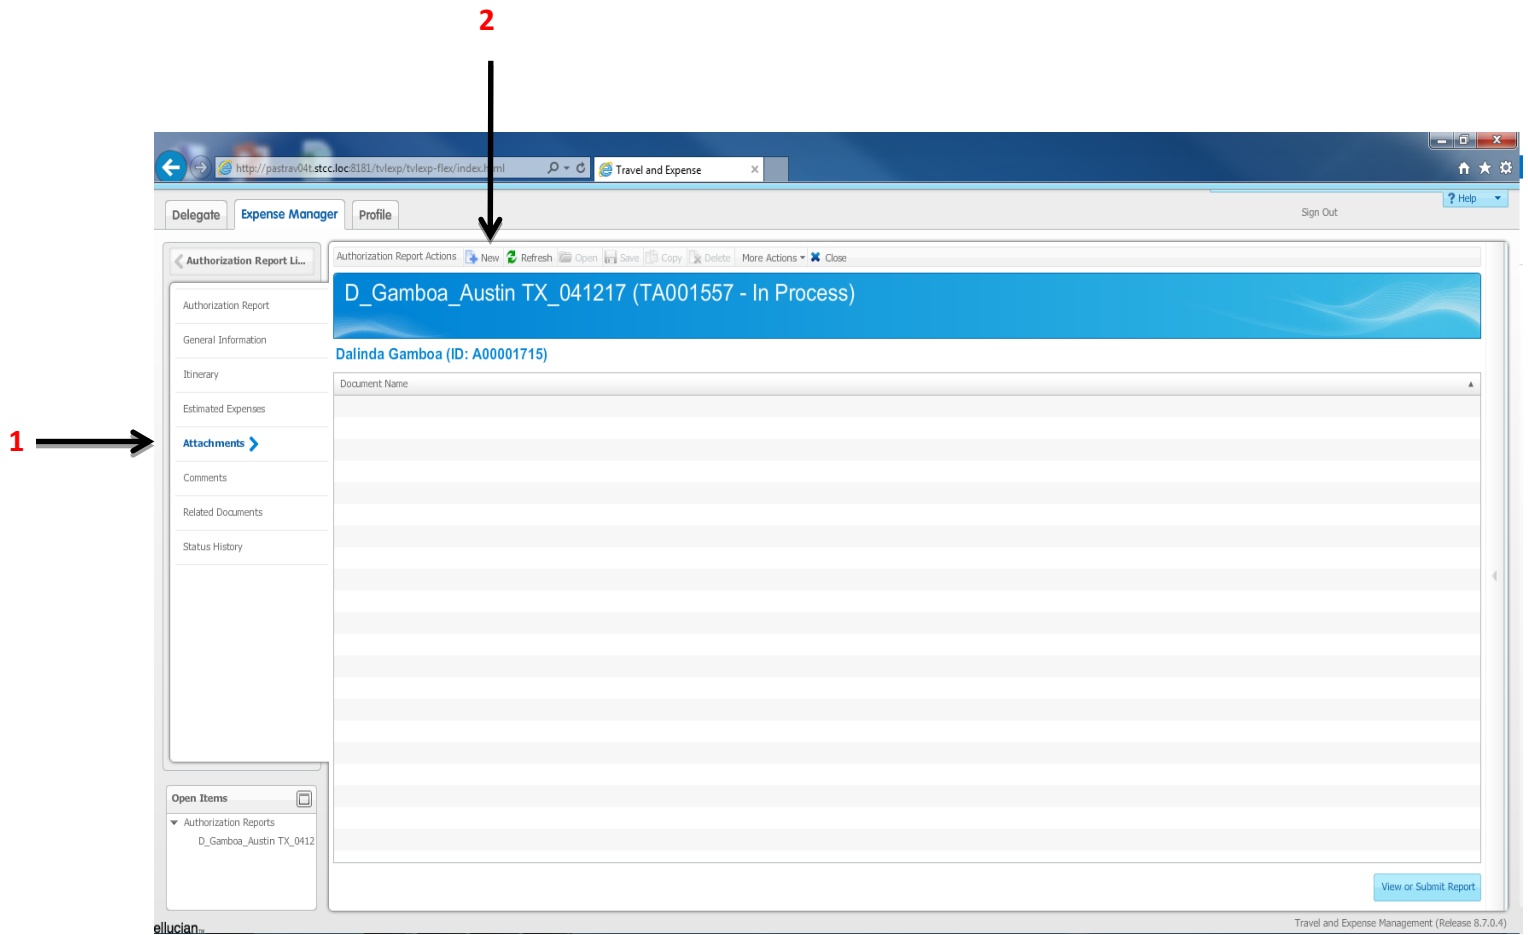 2
http://pastrav04t.stcc.loc:8181/tvlexp/tvlexp-flex/index.html
Travel and Expense
Delegate
Expense Manager
Profile
Sign Out
? Help
Authorization Report Li...
Authorization Report Actions New Refresh Open Save Copy Delete More Actions Close
D_Gamboa_Austin TX_041217 (TA001557 - In Process)
Authorization Report
General Information
Dalinda Gamboa (ID: A00001715)
Itinerary
Document Name
Estimated Expenses
1
Attachments
Comments
Related Documents
Status History
Open Items
Authorization Reports
D_Gamboa_Austin TX_0412
View or Submit Report
ellucian™
Travel and Expense Management (Release 8.7.0.4)